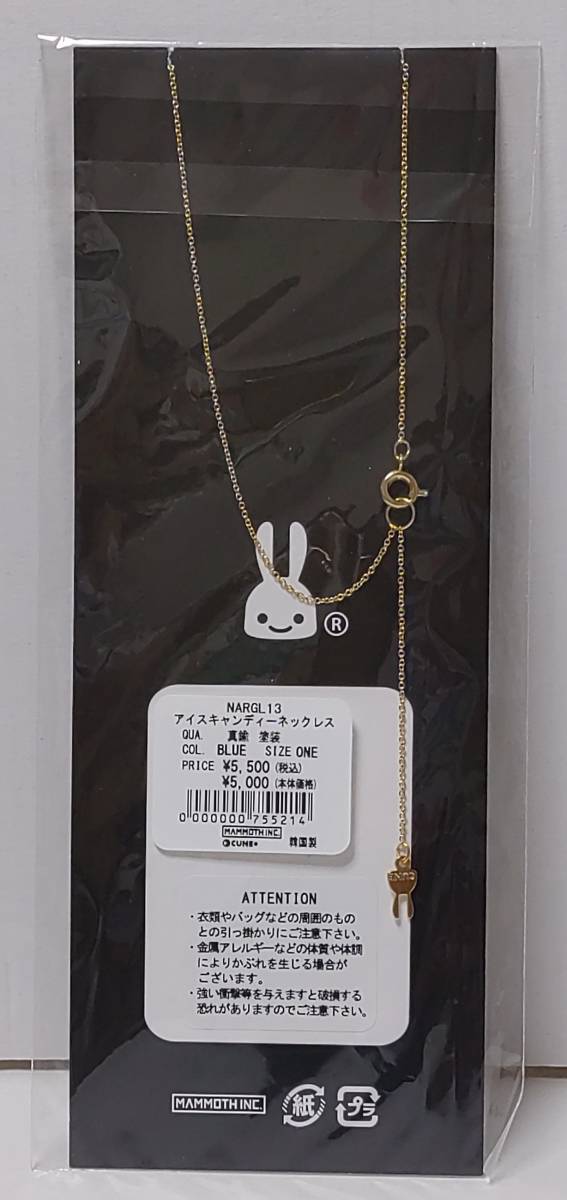 ®
NARGL13
アイスキャンディーネックレス
QUA. 真鍮 塗装
COL. BLUE SIZE ONE
PRICE ¥5,500(税込)
¥5,000(本体価格)
0 000000 755214
MAMMOTH INC.
CUNE® 韓国製
CUNE
ATTENTION
・衣類やバッグなどの周囲のもの
との引っ掛かりにご注意下さい。
・金属アレルギーなどの体質や体調
によりかぶれを生じる場合が
ございます。
・強い衝撃等を与えますと破損する
恐れがありますのでご注意下さい。
MAMMOTH INC. 紙 プラ